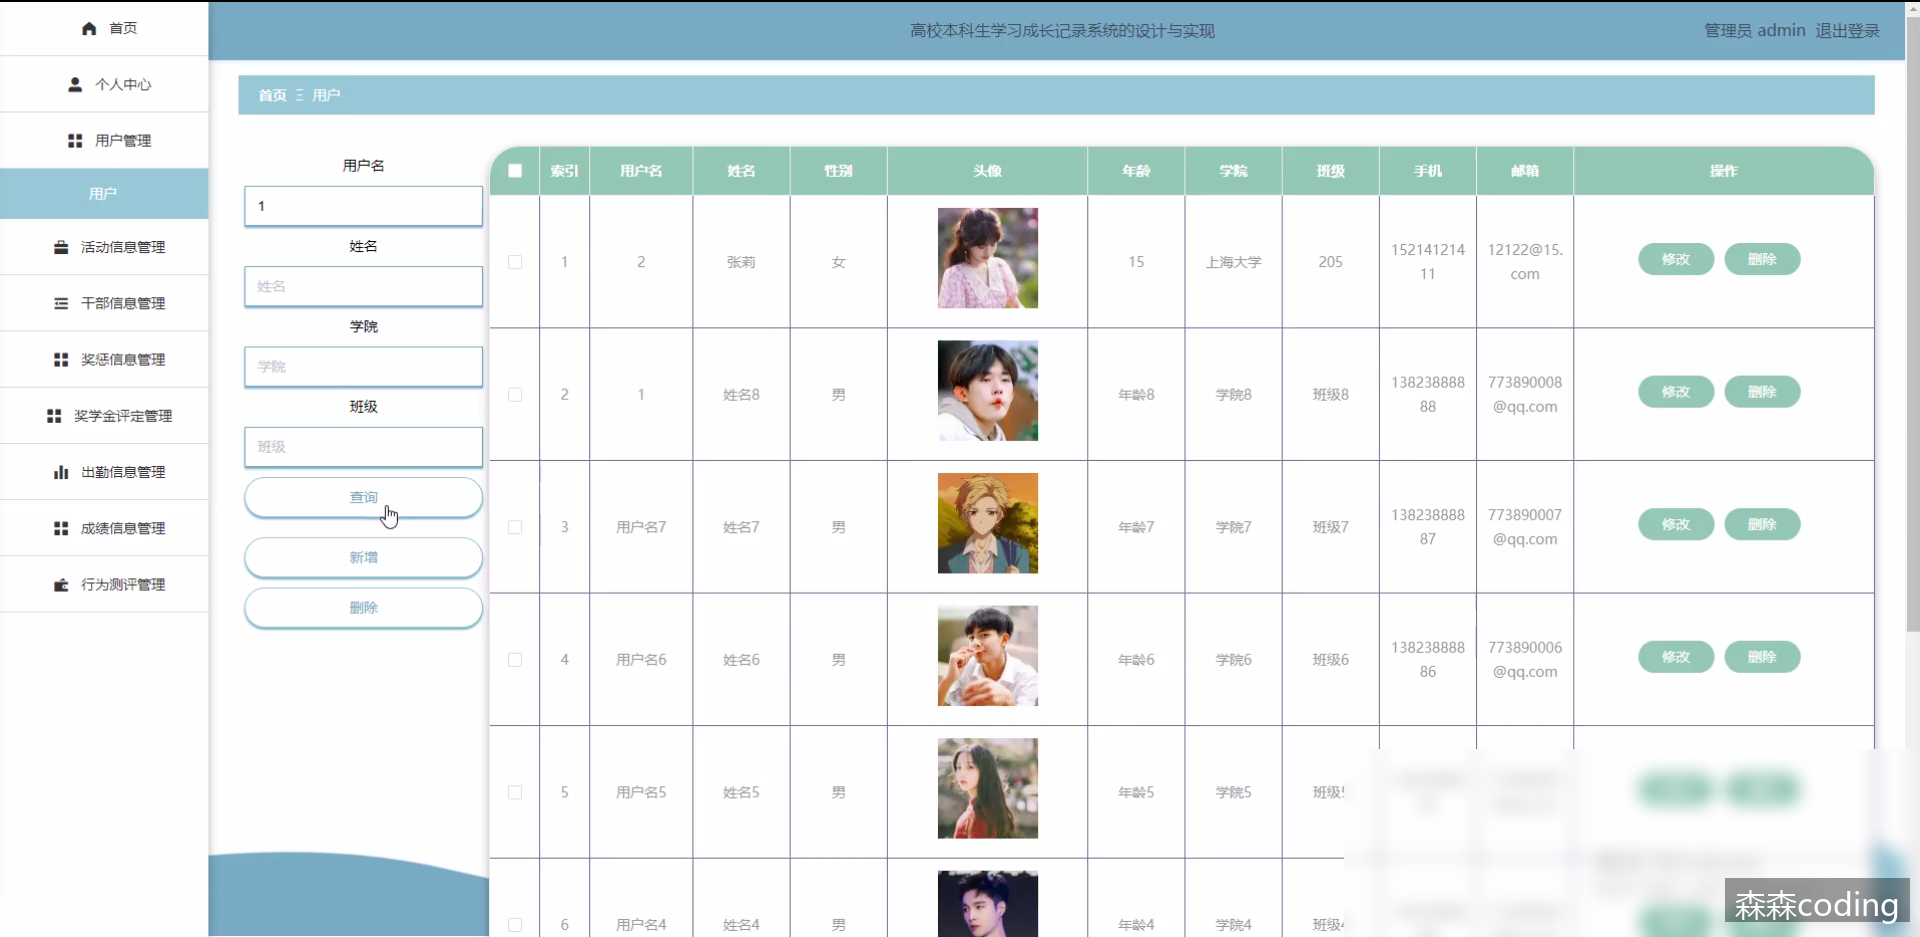 首页
个人中心
用户管理
用户
活动信息管理
干部信息管理
奖惩信息管理
奖学金评定管理
出勤信息管理
成绩信息管理
行为测评管理
高校本科生学习成长记录系统的设计与实现
管理员 admin 退出登录
首页 Ξ 用户
用户名
1
姓名
姓名
学院
学院
班级
班级
查询
新增
删除
索引 用户名 姓名 性别 头像 年龄 学院 班级 手机 邮箱 操作
1 2 张莉 女 15 上海大学 205 152141214 12122@15. 修改 删除
11 com
2 1 姓名8 男 年龄8 学院8 班级8 138238888 773890008 修改 删除
88 @qq.com
3 用户名7 姓名7 男 年龄7 学院7 班级7 138238888 773890007 修改 删除
87 @qq.com
4 用户名6 姓名6 男 年龄6 学院6 班级6 138238888 773890006 修改 删除
86 @qq.com
5 用户名5 姓名5 男 年龄5 学院5 班级5
6 用户名4 姓名4 男 年龄4 学院4 班级4
森森coding